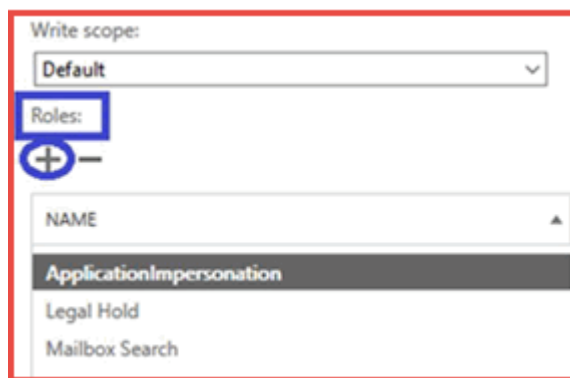 Write scope:
Default
Roles:
NAME
ApplicationImpersonation
Legal Hold
Mailbox Search